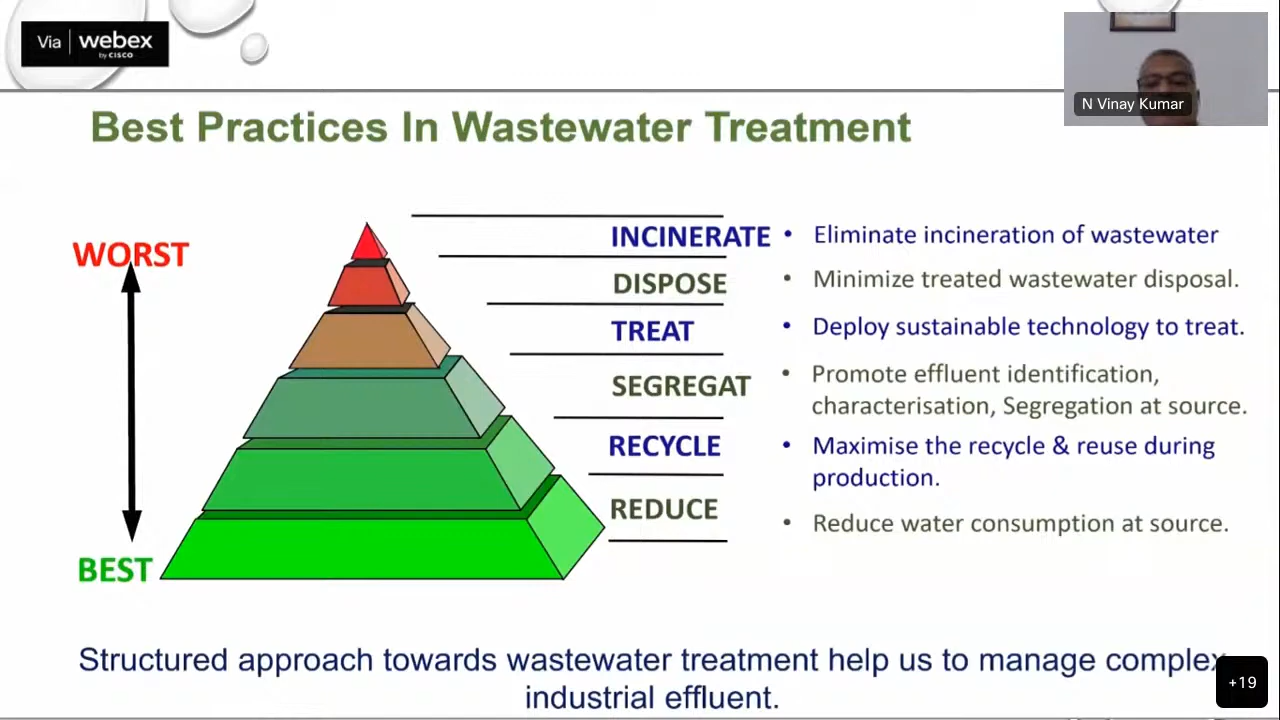 Via webex
by CISCO
N Vinay Kumar
Best Practices In Wastewater Treatment
WORST
INCINERATE • Eliminate incineration of wastewater
DISPOSE • Minimize treated wastewater disposal.
TREAT • Deploy sustainable technology to treat.
SEGREGAT • Promote effluent identification,
characterisation, Segregation at source.
RECYCLE • Maximise the recycle & reuse during
production.
REDUCE • Reduce water consumption at source.
BEST
Structured approach towards wastewater treatment help us to manage complex
industrial effluent.
+19